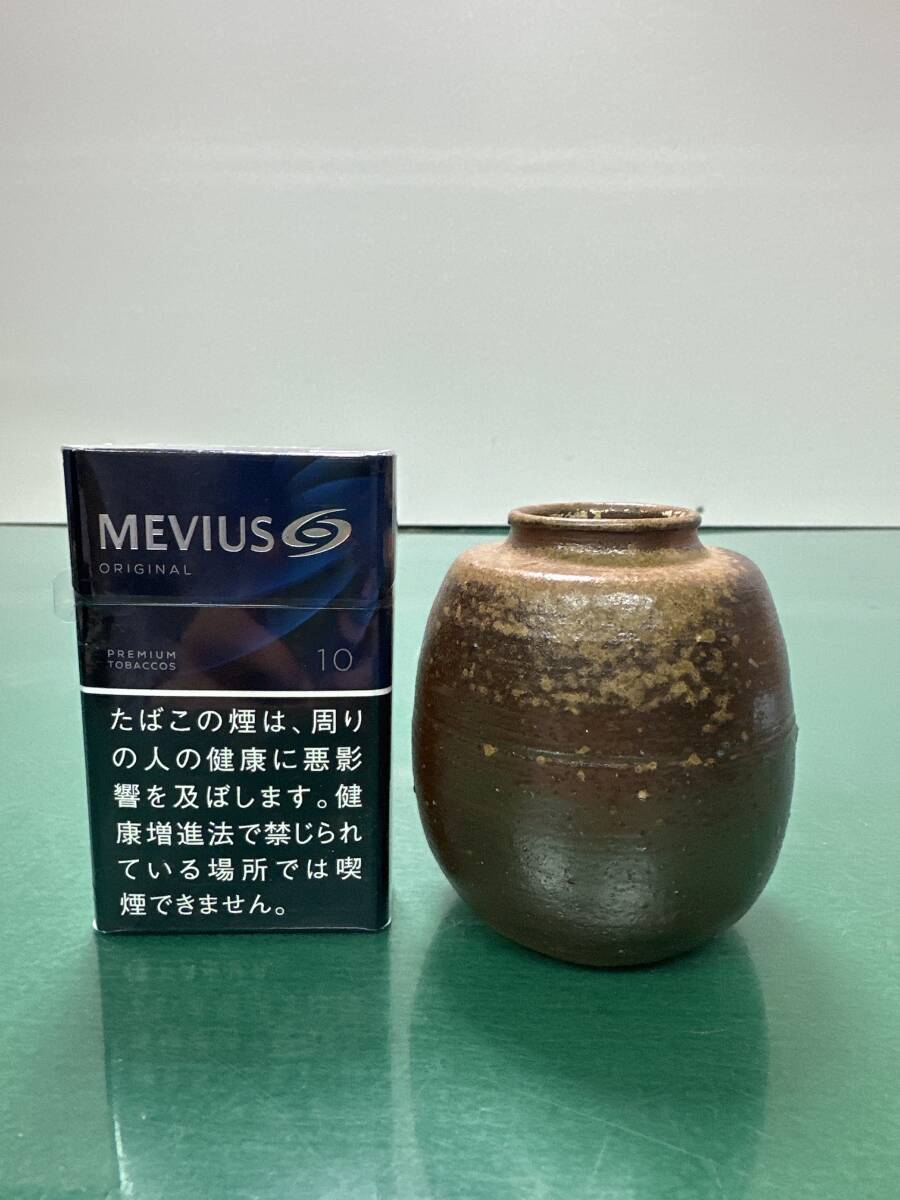 MEVIUS
ORIGINAL
PREMIUM
TOBACCOS
10
たばこの煙は、周り
の人の健康に悪影
響を及ぼします。健
康増進法で禁じられ
ている場所では喫
煙できません。